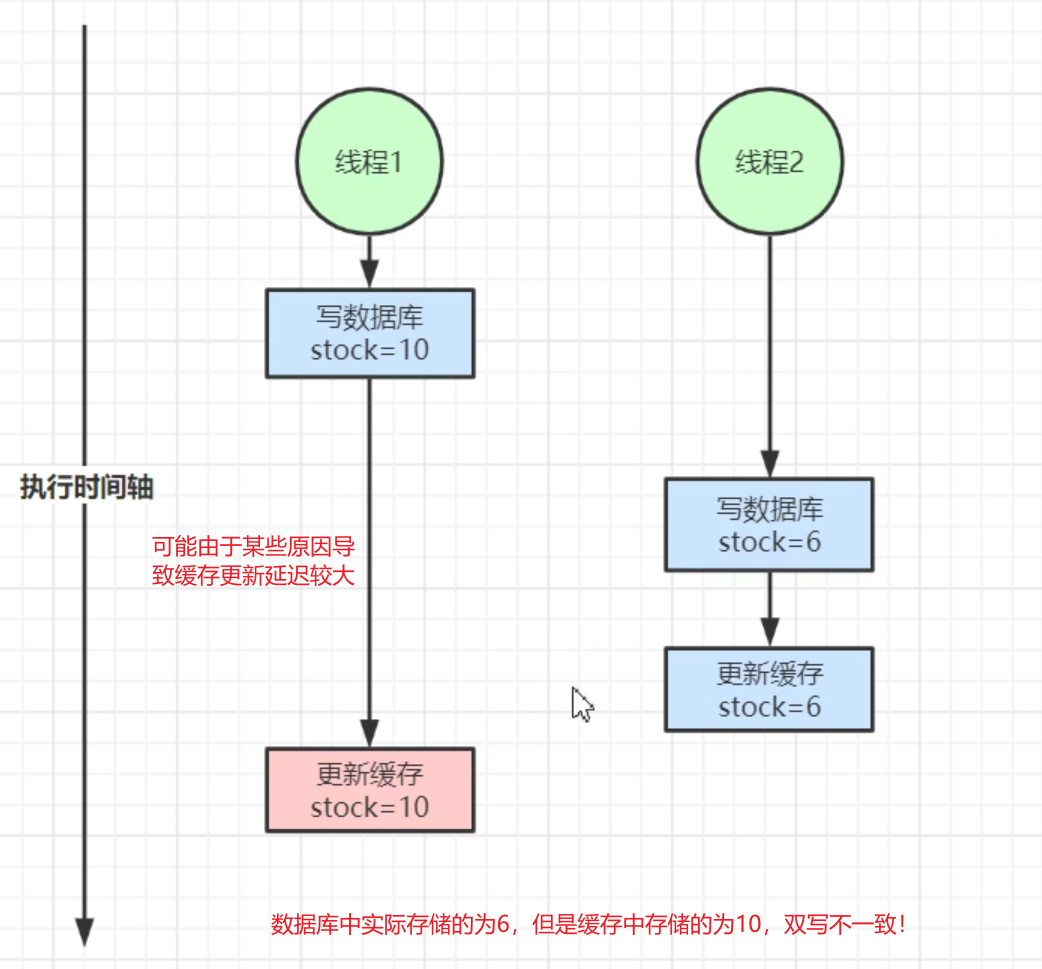 线程1
线程2
写数据库
stock=10
执行时间轴
写数据库
stock=6
可能由于某些原因导
致缓存更新延迟较大
更新缓存
stock=6
更新缓存
stock=10
数据库中实际存储的为6，但是缓存中存储的为10，双写不一致！